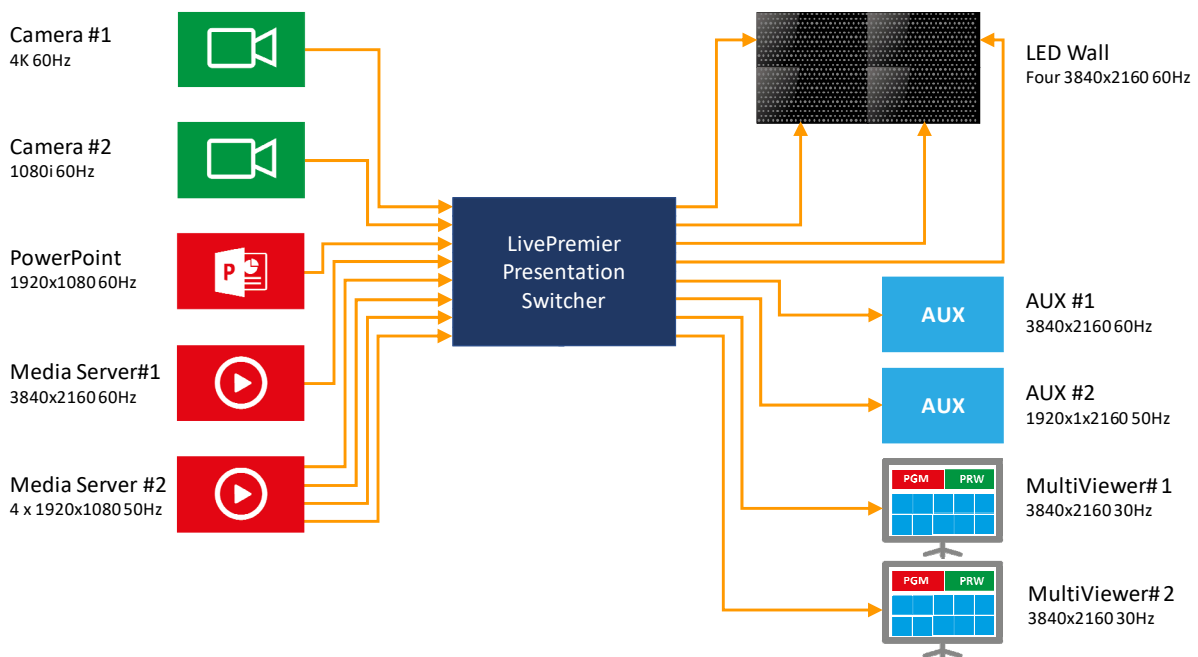 Camera #1
4K 60Hz
Camera #2
1080i 60Hz
PowerPoint
1920x1080 60Hz
P
Media Server#1
3840x2160 60Hz
Media Server #2
4 x 1920x1080 50Hz
LivePremier
Presentation
Switcher
LED Wall
Four 3840x2160 60Hz
AUX
AUX #1
3840x2160 60Hz
AUX
AUX #2
1920x1x2160 50Hz
PGM PRW
MultiViewer# 1
3840x2160 30Hz
PGM PRW
MultiViewer# 2
3840x2160 30Hz